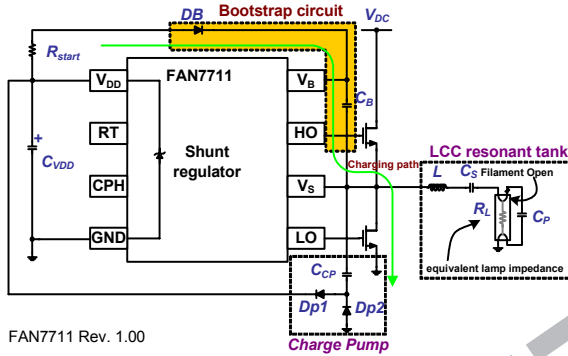 Bootstrap circuit
DB
VDC
Rstart
FAN7711
VDD
VB
CB
RT
HO
Shunt
regulator
Charging path
LCC resonant tank
CVDD
+
CPH
VS
L
CS
Filament Open
RL
CP
GND
LO
equivalent lamp impedance
CCP
Dp1
Dp2
FAN7711 Rev. 1.00
Charge Pump